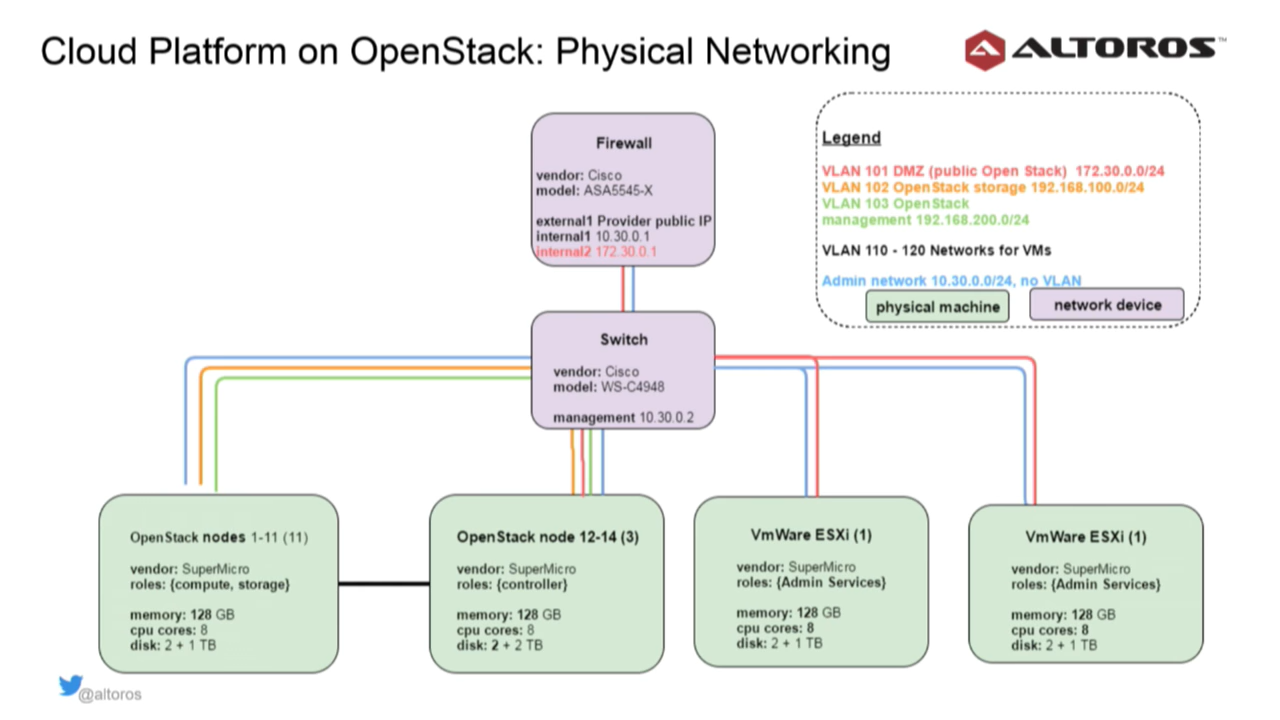 Cloud Platform on OpenStack: Physical Networking
ALTOROS™
Firewall
vendor: Cisco
model: ASA5545-X
external1 Provider public IP
internal1 10.30.0.1
internal2 172.30.0.1
Legend
VLAN 101 DMZ (public Open Stack) 172.30.0.0/24
VLAN 102 OpenStack storage 192.168.100.0/24
VLAN 103 OpenStack
management 192.168.200.0/24
VLAN 110 - 120 Networks for VMs
Admin network 10.30.0.0/24, no VLAN
physical machine
network device
Switch
vendor: Cisco
model: WS-C4948
management 10.30.0.2
OpenStack nodes 1-11 (11)
vendor: SuperMicro
roles: {compute, storage}
memory: 128 GB
cpu cores: 8
disk: 2 + 1 TB
OpenStack node 12-14 (3)
vendor: SuperMicro
roles: {controller}
memory: 128 GB
cpu cores: 8
disk: 2 + 2 TB
VmWare ESXi (1)
vendor: SuperMicro
roles: {Admin Services}
memory: 128 GB
cpu cores: 8
disk: 2 + 1 TB
VmWare ESXi (1)
vendor: SuperMicro
roles: {Admin Services}
memory: 128 GB
cpu cores: 8
disk: 2 + 1 TB
@altoros